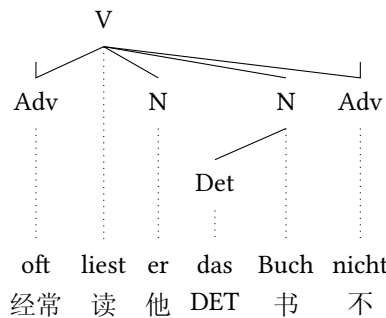 V
Adv N N Adv
Det
oft liest er das Buch nicht
经常 读 他 DET 书 不